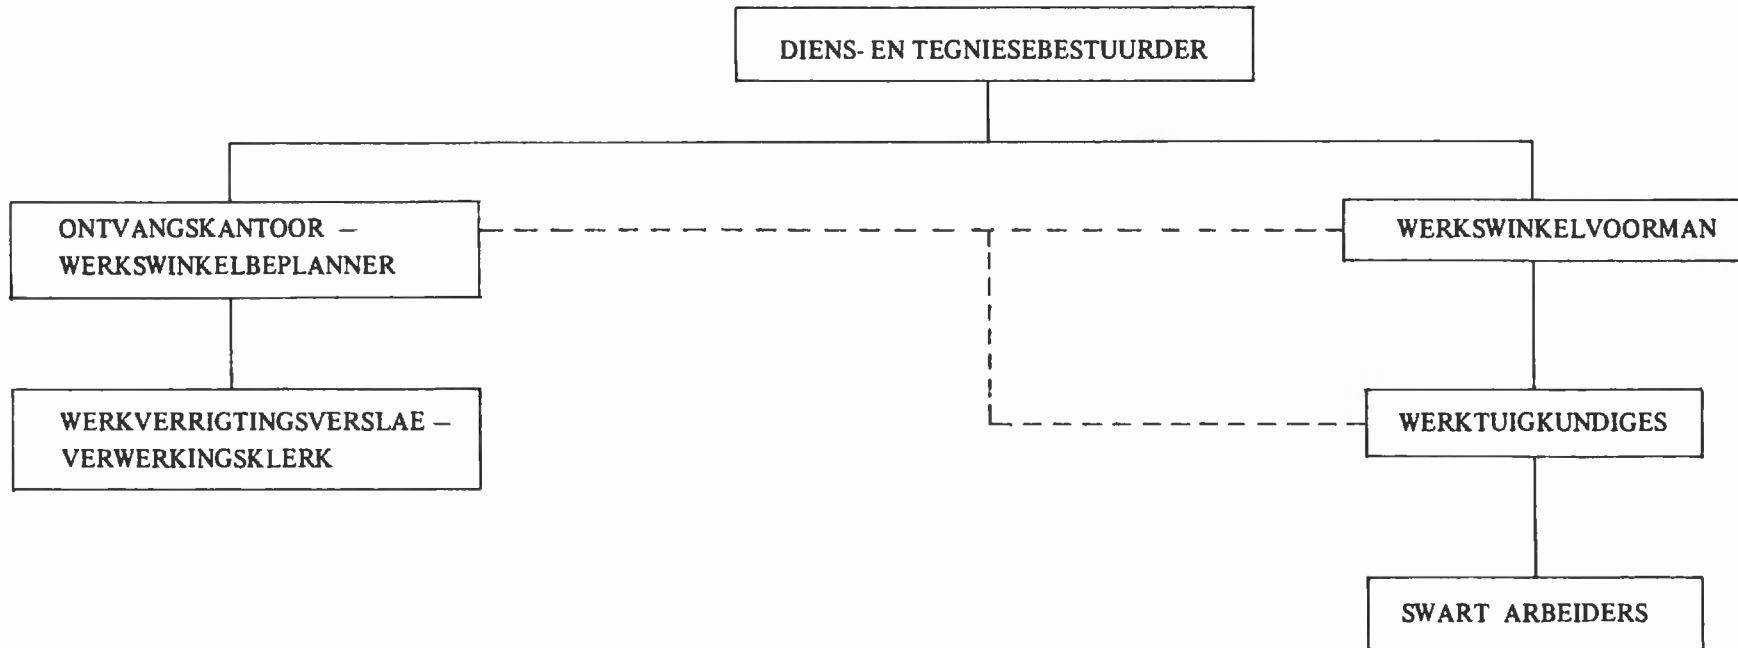 DIENS- EN TEGNIESEBESTUURDER
ONTVANGSKANTOOR –
WERKSWINKELBEPLANNER
WERKSWINKELVOORMAN
WERKVERRIGTINGSVERSLAE –
VERWERKINGSKLERK
WERKTUIGKUNDIGES
SWART ARBEIDERS